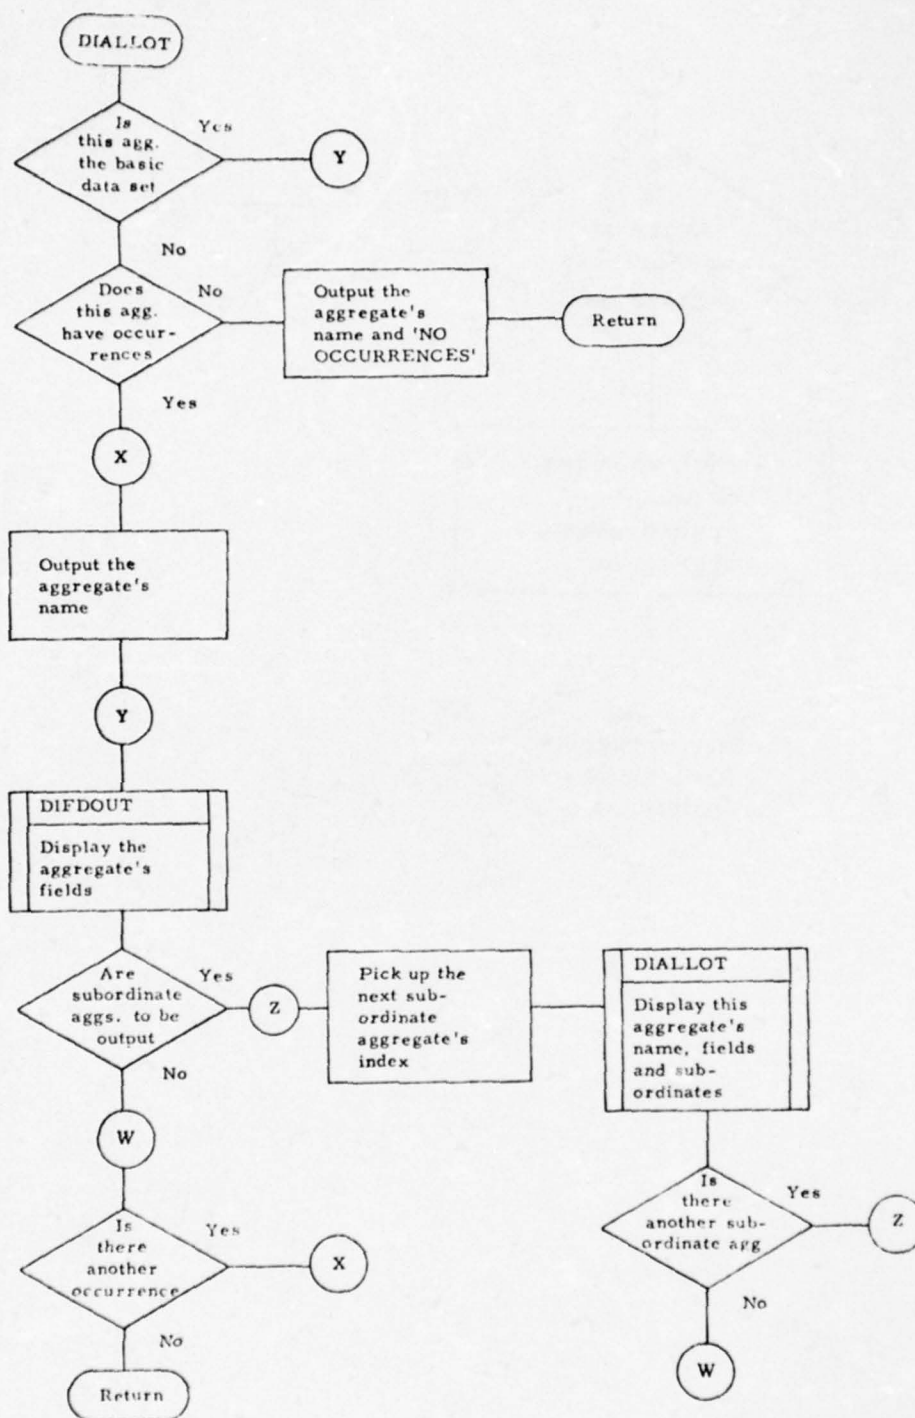 DIALLOT
Is
this agg.
the basic
data set
Yes
Y
No
Does
this agg.
have occur-
rences
No
Output the
aggregate's
name and 'NO
OCCURRENCES'
Return
Yes
X
Output the
aggregate's
name
Y
DIFDOUT
Display the
aggregate's
fields
Are
subordinate
aggs. to be
output
Yes
Z
Pick up the
next sub-
ordinate
aggregate's
index
DIALLOT
Display this
aggregate's
name, fields
and sub-
ordinates
No
W
Is
there
another
occurrence
Yes
X
No
Return
Is
there
another sub-
ordinate agg
Yes
Z
No
W